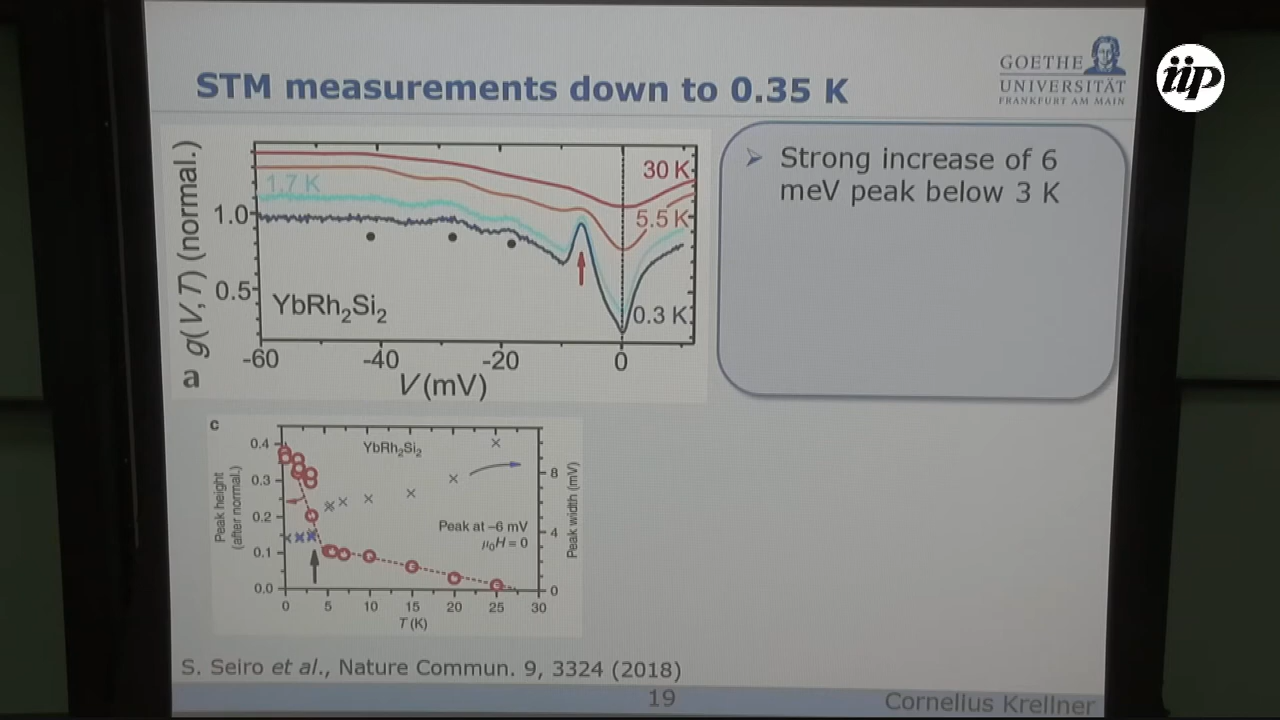 STM measurements down to 0.35 K
GOETHE
UNIVERSITÄT
FRANKFURT AM MAIN
iip
a g(V,T) (normal.)
1.0
0.5
1.7 K
30 K
5.5 K
0.3 K
YbRh2Si2
-60 -40 -20 0
V(mV)
➢ Strong increase of 6
meV peak below 3 K
c
Peak height
(after normal.)
0.4
0.3
0.2
0.1
0.0
YbRh2Si2
Peak at –6 mV
μ0H = 0
8
4
0
Peak width (mV)
0 5 10 15 20 25 30
T (K)
S. Seiro et al., Nature Commun. 9, 3324 (2018)
19
Cornelius Krellner